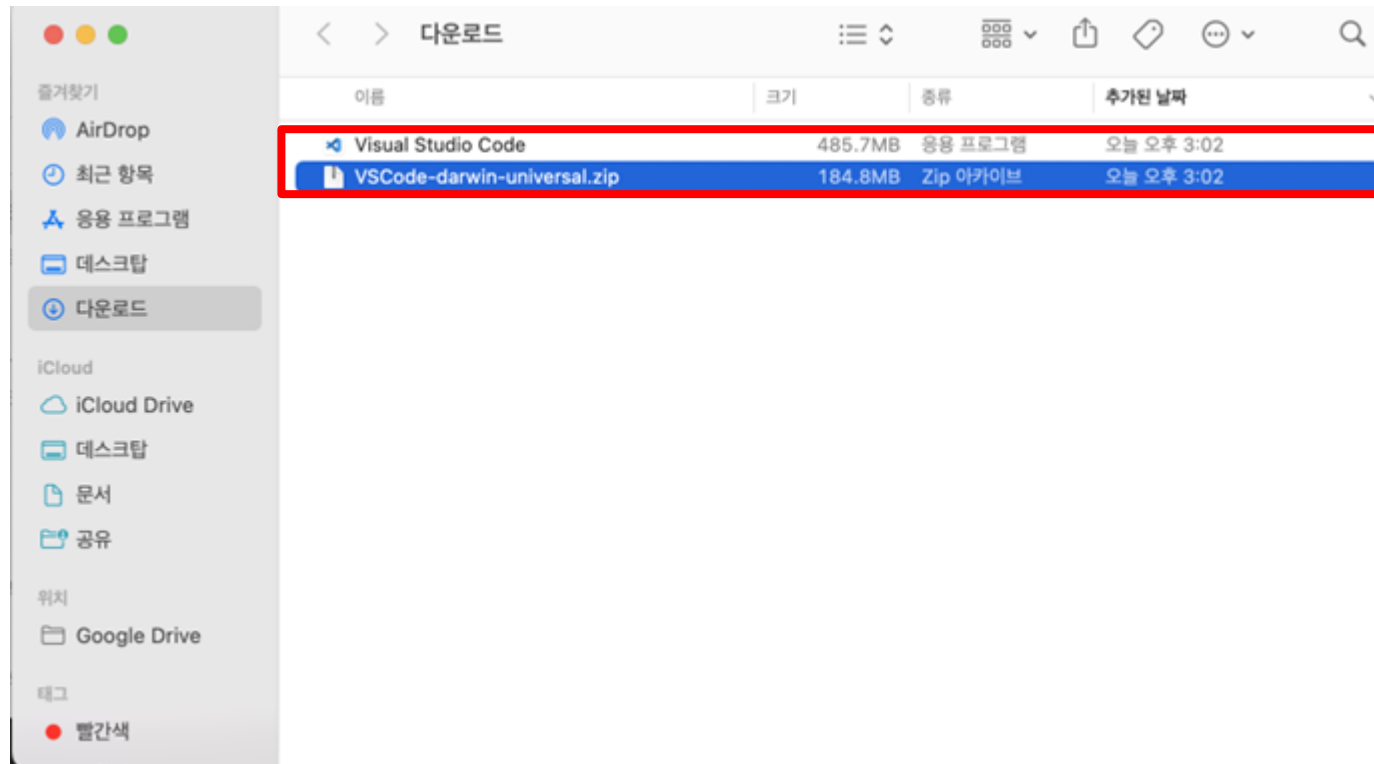 다운로드
즐겨찾기
AirDrop
최근 항목
응용 프로그램
데스크탑
다운로드
iCloud
iCloud Drive
데스크탑
문서
공유
위치
Google Drive
태그
빨간색
이름 크기 종류 추가된 날짜
Visual Studio Code 485.7MB 응용 프로그램 오늘 오후 3:02
VSCode-darwin-universal.zip 184.8MB Zip 아카이브 오늘 오후 3:02